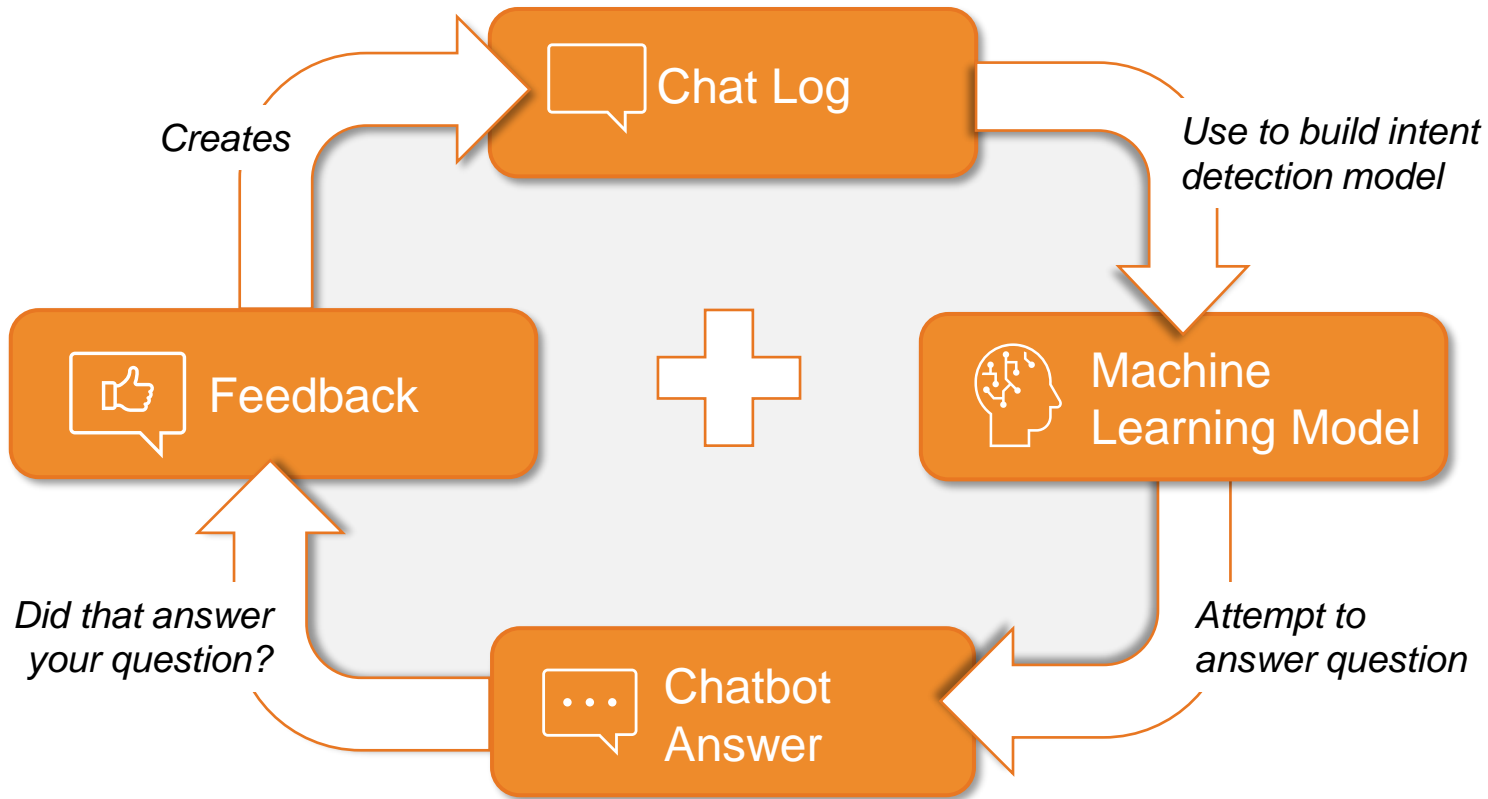 Chat Log
Creates
Use to build intent
detection model
Feedback
Machine
Learning Model
Did that answer
your question?
Attempt to
answer question
Chatbot
Answer